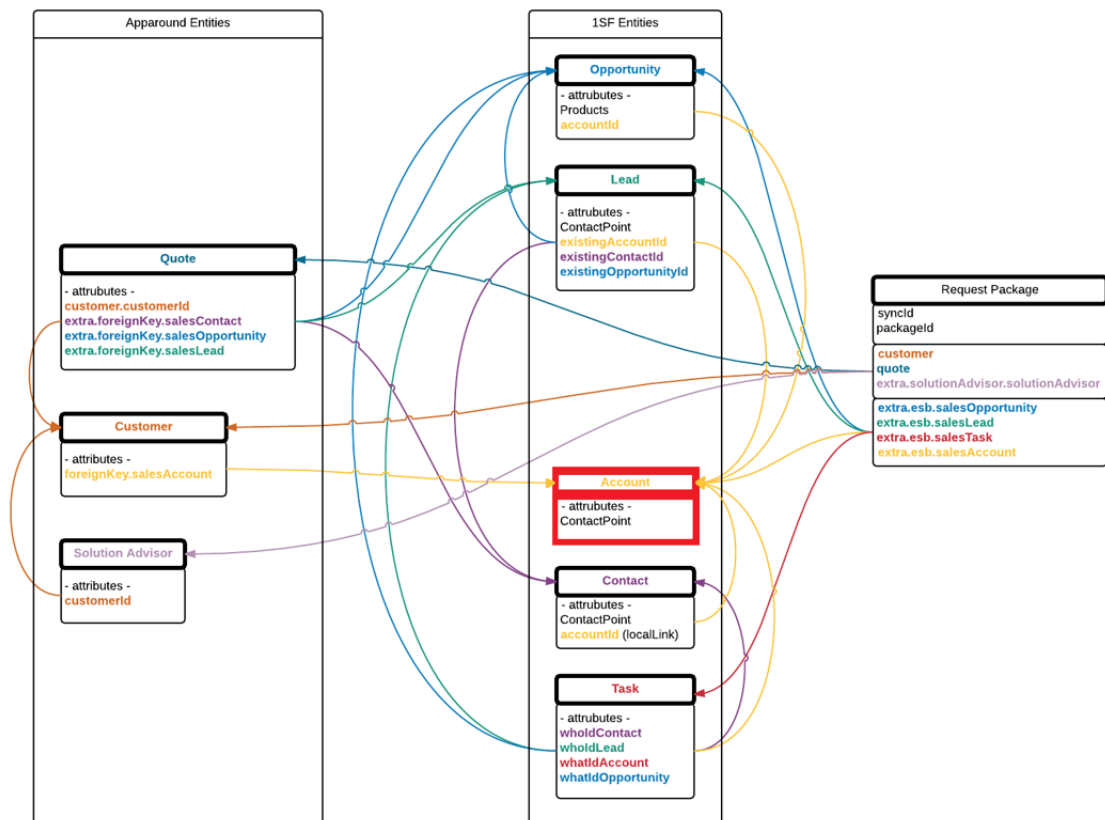 Apparound Entities
Quote
- attrubutes -
customer.customerId
extra.foreignKey.salesContact
extra.foreignKey.salesOpportunity
extra.foreignKey.salesLead
Customer
- attributes -
foreignKey.salesAccount
Solution Advisor
- attributes -
customerId
1SF Entities
Opportunity
- attrubutes -
Products
accountId
Lead
- attrubutes -
ContactPoint
existingAccountId
existingContactId
existingOpportunityId
Account
- attrubutes -
ContactPoint
Contact
- attrubutes -
ContactPoint
accountId (localLink)
Task
- attrubutes -
whoIdContact
whoIdLead
whatIdAccount
whatIdOpportunity
Request Package
syncId
packageId
customer
quote
extra.solutionAdvisor.solutionAdvisor
extra.esb.salesOpportunity
extra.esb.salesLead
extra.esb.salesTask
extra.esb.salesAccount